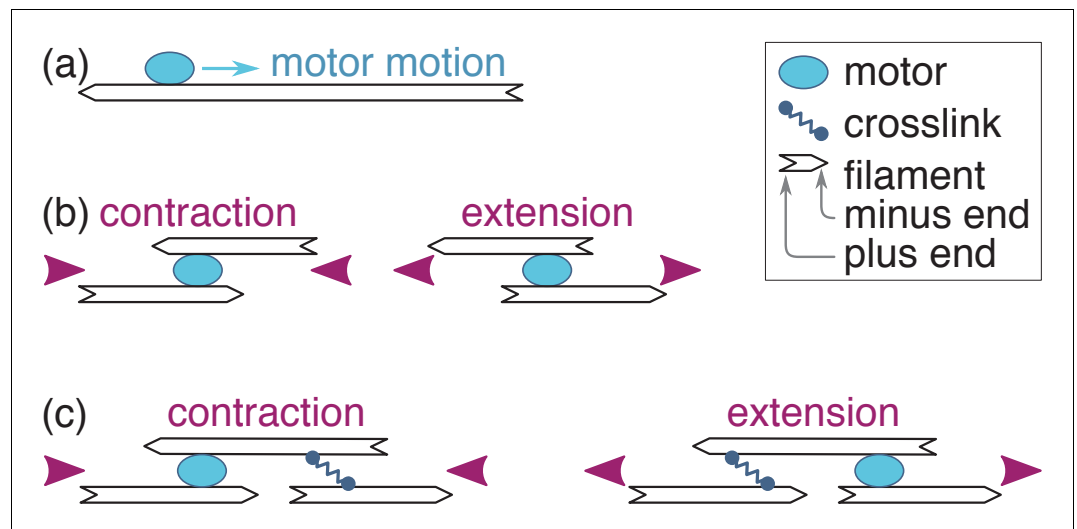 (a)
motor motion
motor
crosslink
filament
minus end
plus end
(b)
contraction
extension
(c)
contraction
extension